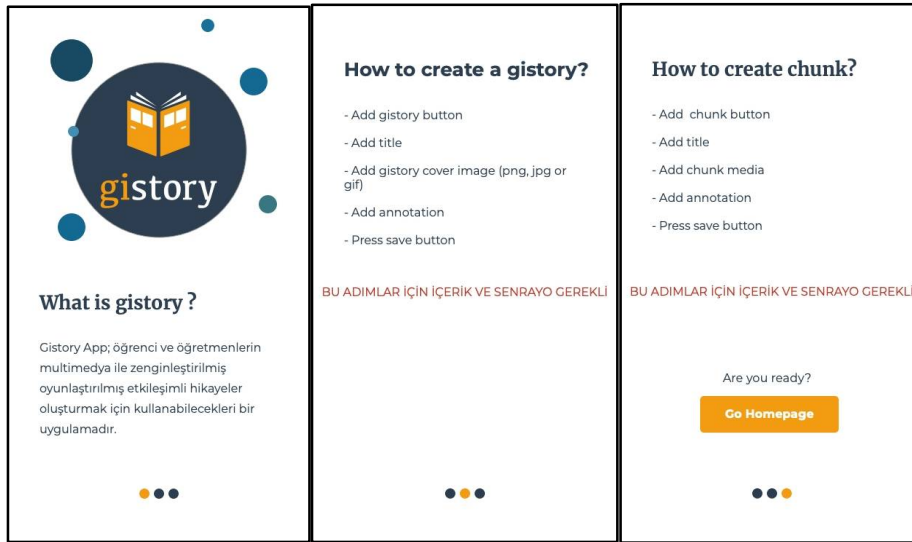 gistory
What is gistory ?
Gistory App; öğrenci ve öğretmenlerin
multimedya ile zenginleştirilmiş
oyunlaştırılmış etkileşimli hikayeler
oluşturmak için kullanabilecekleri bir
uygulamadır.
How to create a gistory?
- Add gistory button
- Add title
- Add gistory cover image (png, jpg or
gif)
- Add annotation
- Press save button
BU ADIMLAR İÇİN İÇERİK VE SENRAYO GEREKLİ
How to create chunk?
- Add chunk button
- Add title
- Add chunk media
- Add annotation
- Press save button
BU ADIMLAR İÇİN İÇERİK VE SENRAYO GEREKLİ
Are you ready?
Go Homepage